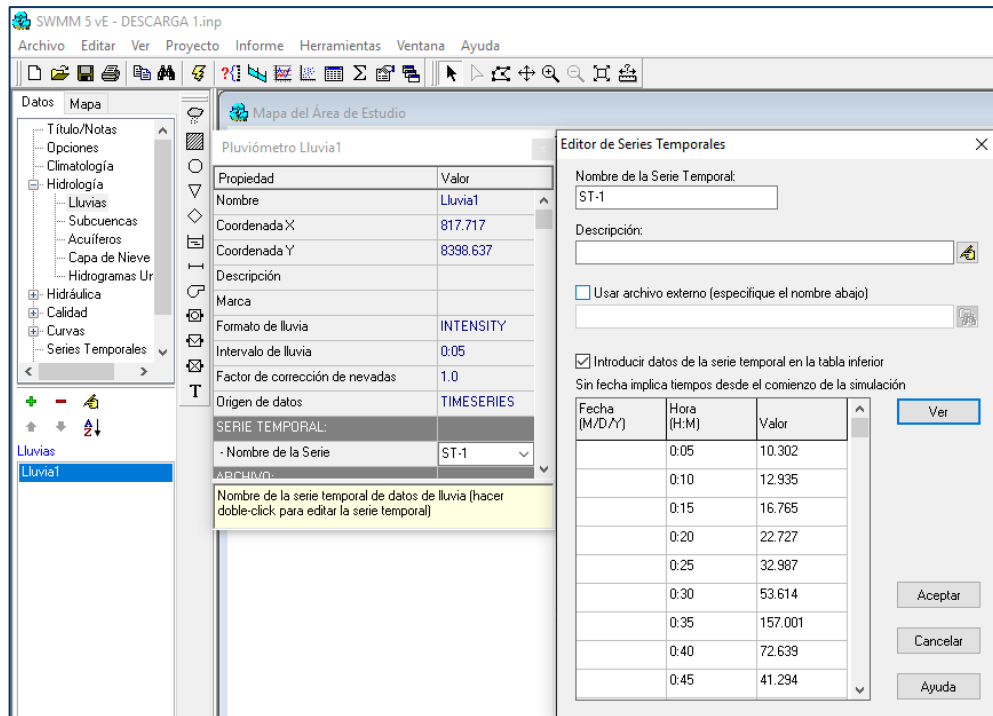 SWMM 5 vE - DESCARGA 1.inp
Archivo Editar Ver Proyecto Informe Herramientas Ventana Ayuda
Datos Mapa
Título/Notas
Opciones
Climatología
Hidrología
Lluvias
Subcuencas
Acuíferos
Capa de Nieve
Hidrogramas Ur
Hidráulica
Calidad
Curvas
Series Temporales
Lluvias
Lluvia1
T
Mapa del Área de Estudio
Pluviómetro Lluvia1
Propiedad Valor
Nombre Lluvia1
Coordenada X 817.717
Coordenada Y 8398.637
Descripción
Marca
Formato de lluvia INTENSITY
Intervalo de lluvia 0:05
Factor de corrección de nevadas 1.0
Origen de datos TIMESERIES
SERIE TEMPORAL:
- Nombre de la Serie ST-1
ARCHIVO:
Nombre de la serie temporal de datos de lluvia (hacer
doble-click para editar la serie temporal)
Editor de Series Temporales
Nombre de la Serie Temporal:
ST-1
Descripción:
Usar archivo externo (especifique el nombre abajo)
Introducir datos de la serie temporal en la tabla inferior
Sin fecha implica tiempos desde el comienzo de la simulación
Fecha Hora
(M/D/Y) (H:M) Valor
0:05 10.302
0:10 12.935
0:15 16.765
0:20 22.727
0:25 32.987
0:30 53.614
0:35 157.001
0:40 72.639
0:45 41.294
Ver
Aceptar
Cancelar
Ayuda